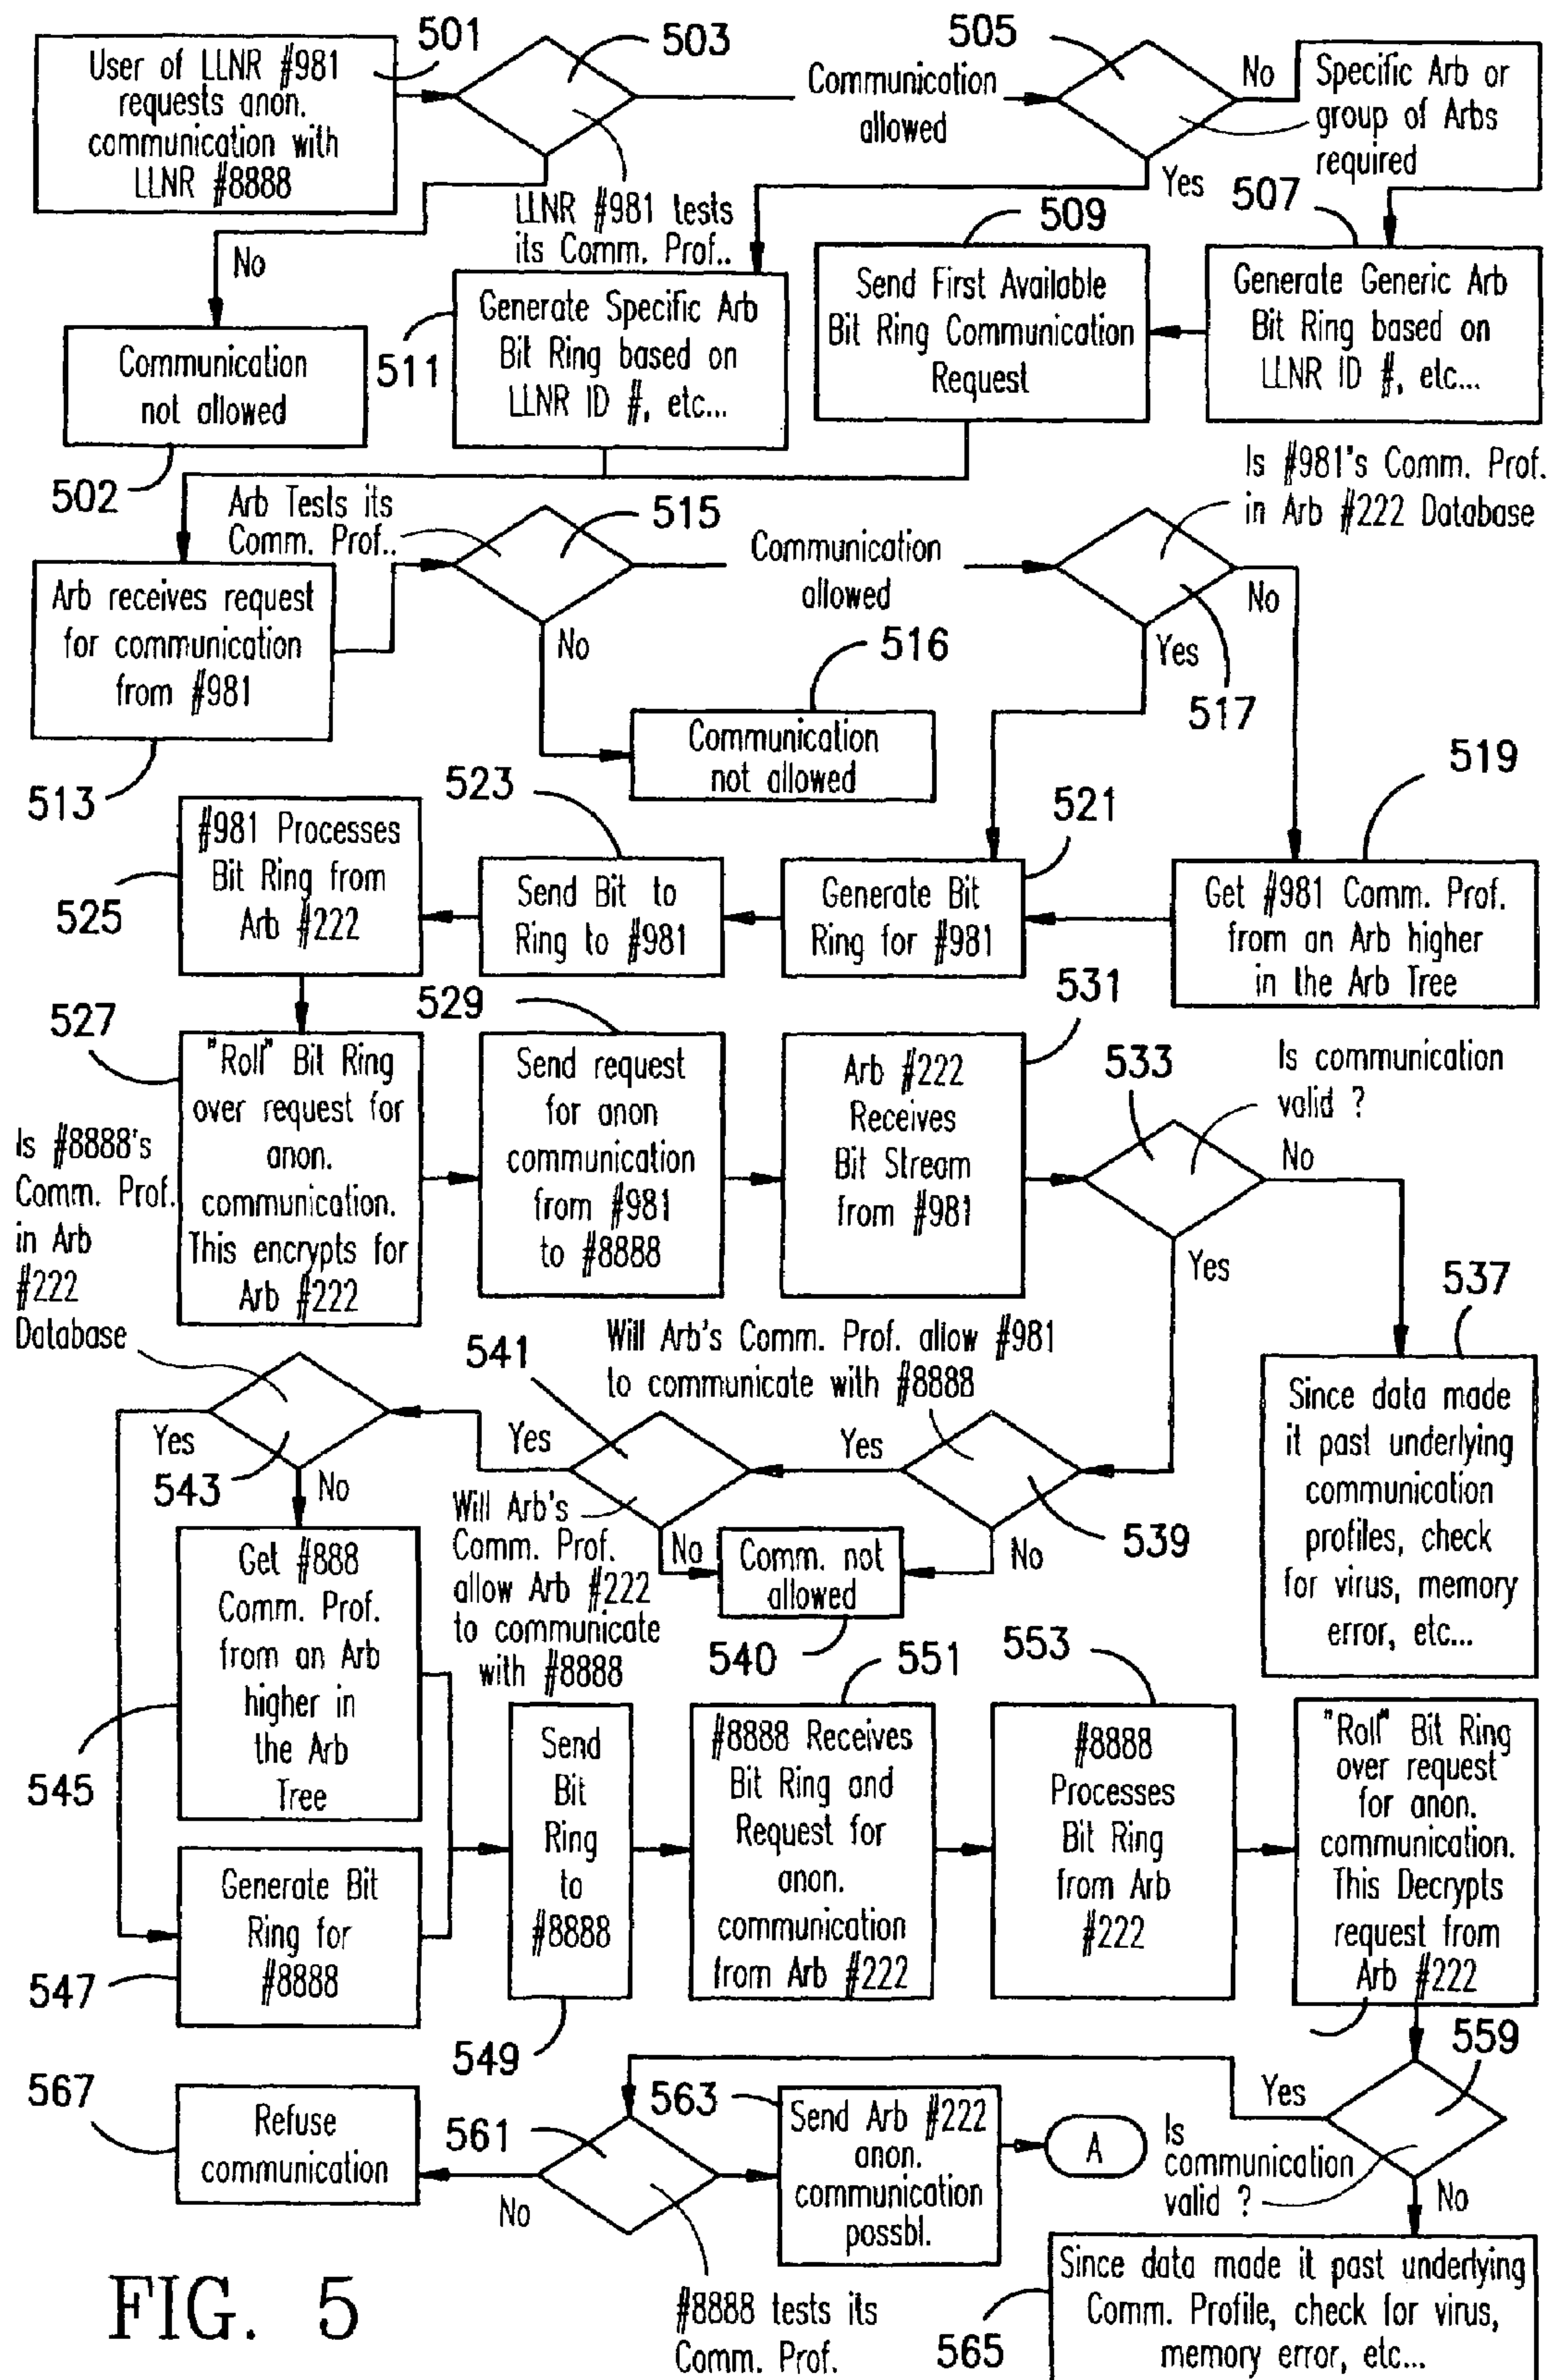 501
User of LLNR #981
requests anon.
communication with
LLNR #8888
503
505
Communication
allowed
No
Specific Arb or
group of Arbs
required
Yes
LLNR #981 tests
its Comm. Prof..
No
507
509
Generate Generic Arb
Bit Ring based on
LLNR ID #, etc...
Send First Available
Bit Ring Communication
Request
Generate Specific Arb
Bit Ring based on
LLNR ID #, etc...
511
Communication
not allowed
502
Arb Tests its
Comm. Prof..
515
Communication
allowed
Is #981's Comm. Prof.
in Arb #222 Database
Arb receives request
for communication
from #981
513
No
516
Communication
not allowed
Yes
No
517
519
523
521
#981 Processes
Bit Ring from
Arb #222
525
Send Bit to
Ring to #981
Generate Bit
Ring for #981
Get #981 Comm. Prof.
from an Arb higher
in the Arb Tree
527
529
531
"Roll" Bit Ring
over request for
anon.
communication.
This encrypts for
Arb #222
Send request
for anon
communication
from #981
to #8888
Arb #222
Receives
Bit Stream
from #981
533
Is communication
valid ?
No
Yes
537
Since data made
it past underlying
communication
profiles, check
for virus, memory
error, etc...
Is #8888's
Comm. Prof.
in Arb
#222
Database
541
Will Arb's Comm. Prof. allow #981
to communicate with #8888
Yes
543
No
Yes
Yes
539
Will Arb's
Comm. Prof.
allow Arb #222
to communicate
with #8888
No
Comm. not
allowed
No
540
Get #888
Comm. Prof.
from an Arb
higher in
the Arb
Tree
545
Generate Bit
Ring for
#8888
547
Send
Bit
Ring
to
#8888
549
551
#8888 Receives
Bit Ring and
Request for
anon.
communication
from Arb #222
553
#8888
Processes
Bit Ring
from Arb
#222
"Roll" Bit Ring
over request
for anon.
communication.
This Decrypts
request from
Arb #222
559
Yes
Is
communication
valid ?
No
567
Refuse
communication
561
No
563
Send Arb #222
anon.
communication
possbl.
A
#8888 tests its
Comm. Prof.
565
Since data made it past underlying
Comm. Profile, check for virus,
memory error, etc...
FIG. 5